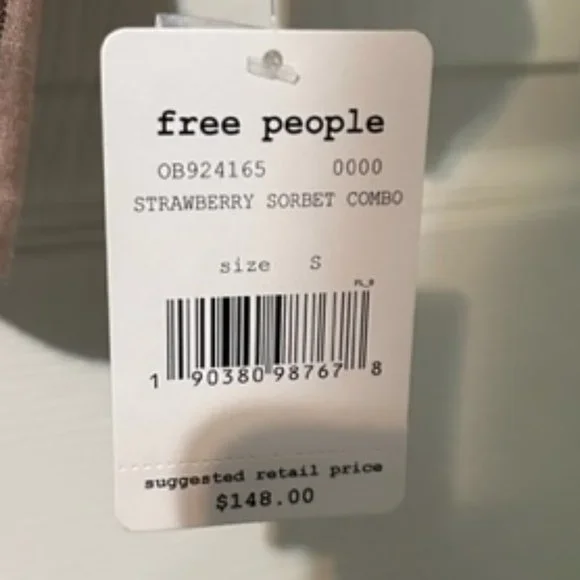 free people
OB924165 0000
STRAWBERRY SORBET COMBO
size S
1 90380 98767 8
suggested retail price
$148.00